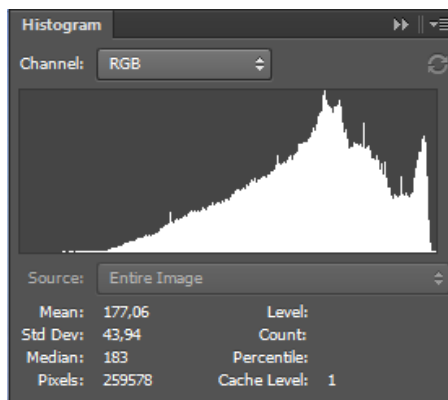 Histogram
Channel: RGB
Source: Entire Image
Mean: 177,06 Level:
Std Dev: 43,94 Count:
Median: 183 Percentile:
Pixels: 259578 Cache Level: 1